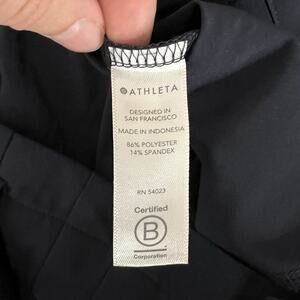 ATHLETA
DESIGNED IN
SAN FRANCISCO
MADE IN INDONESIA
86% POLYESTER
14% SPANDEX
RN 54023
Certified
B
Corporation